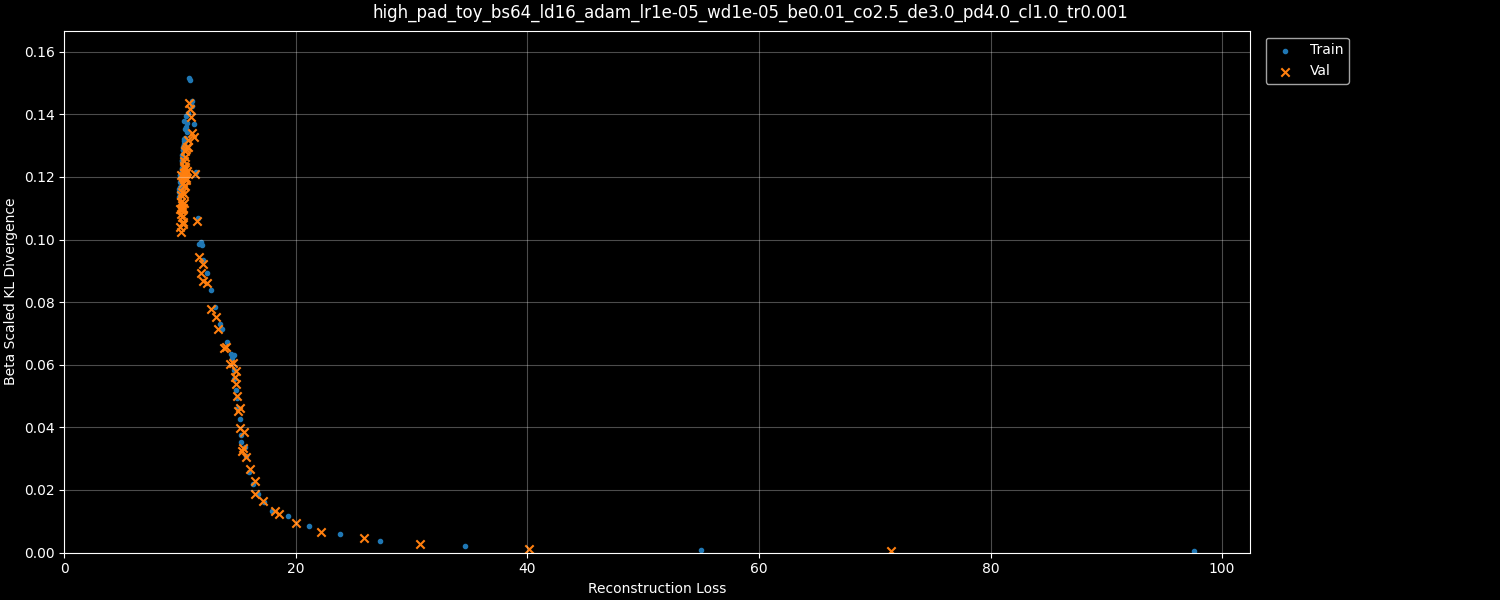 high_pad_toy_bs64_ld16_adam_lr1e-05_wd1e-05_be0.01_co2.5_de3.0_pd4.0_cl1.0_tr0.001
Train
Val
Beta Scaled KL Divergence
0.16
0.14
0.12
0.10
0.08
0.06
0.04
0.02
0.00
0 20 40 60 80 100
Reconstruction Loss